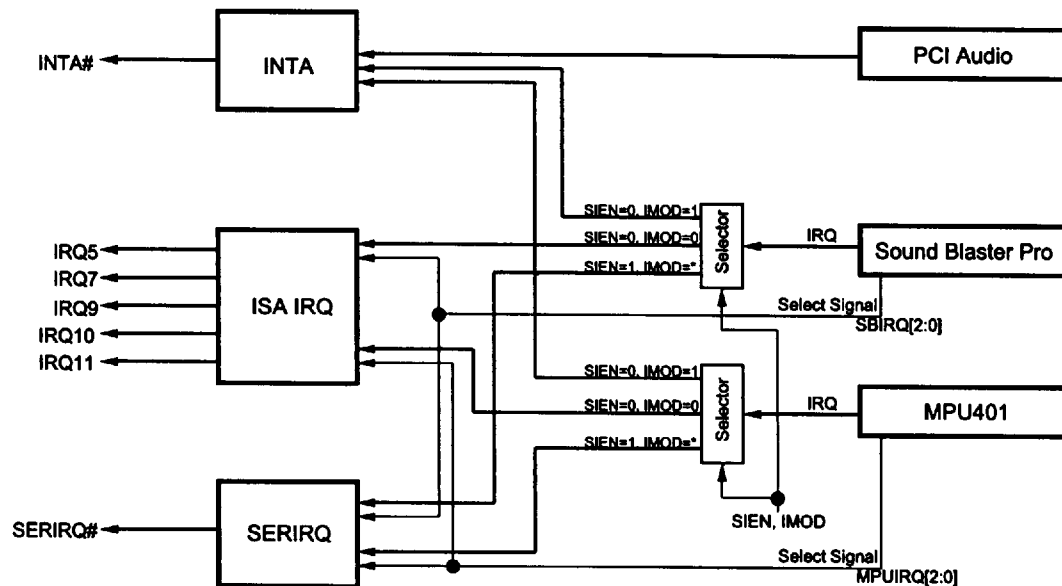 INTA#
INTA
PCI Audio
SIEN=0, IMOD=1
SIEN=0, IMOD=0
SIEN=1, IMOD=*
Selector
IRQ
Sound Blaster Pro
Select Signal
SBIRQ[2:0]
IRQ5
IRQ7
IRQ9
IRQ10
IRQ11
ISA IRQ
SIEN=0, IMOD=1
SIEN=0, IMOD=0
SIEN=1, IMOD=*
Selector
IRQ
MPU401
SIEN, IMOD
SERIRQ#
SERIRQ
Select Signal
MPUIRQ[2:0]